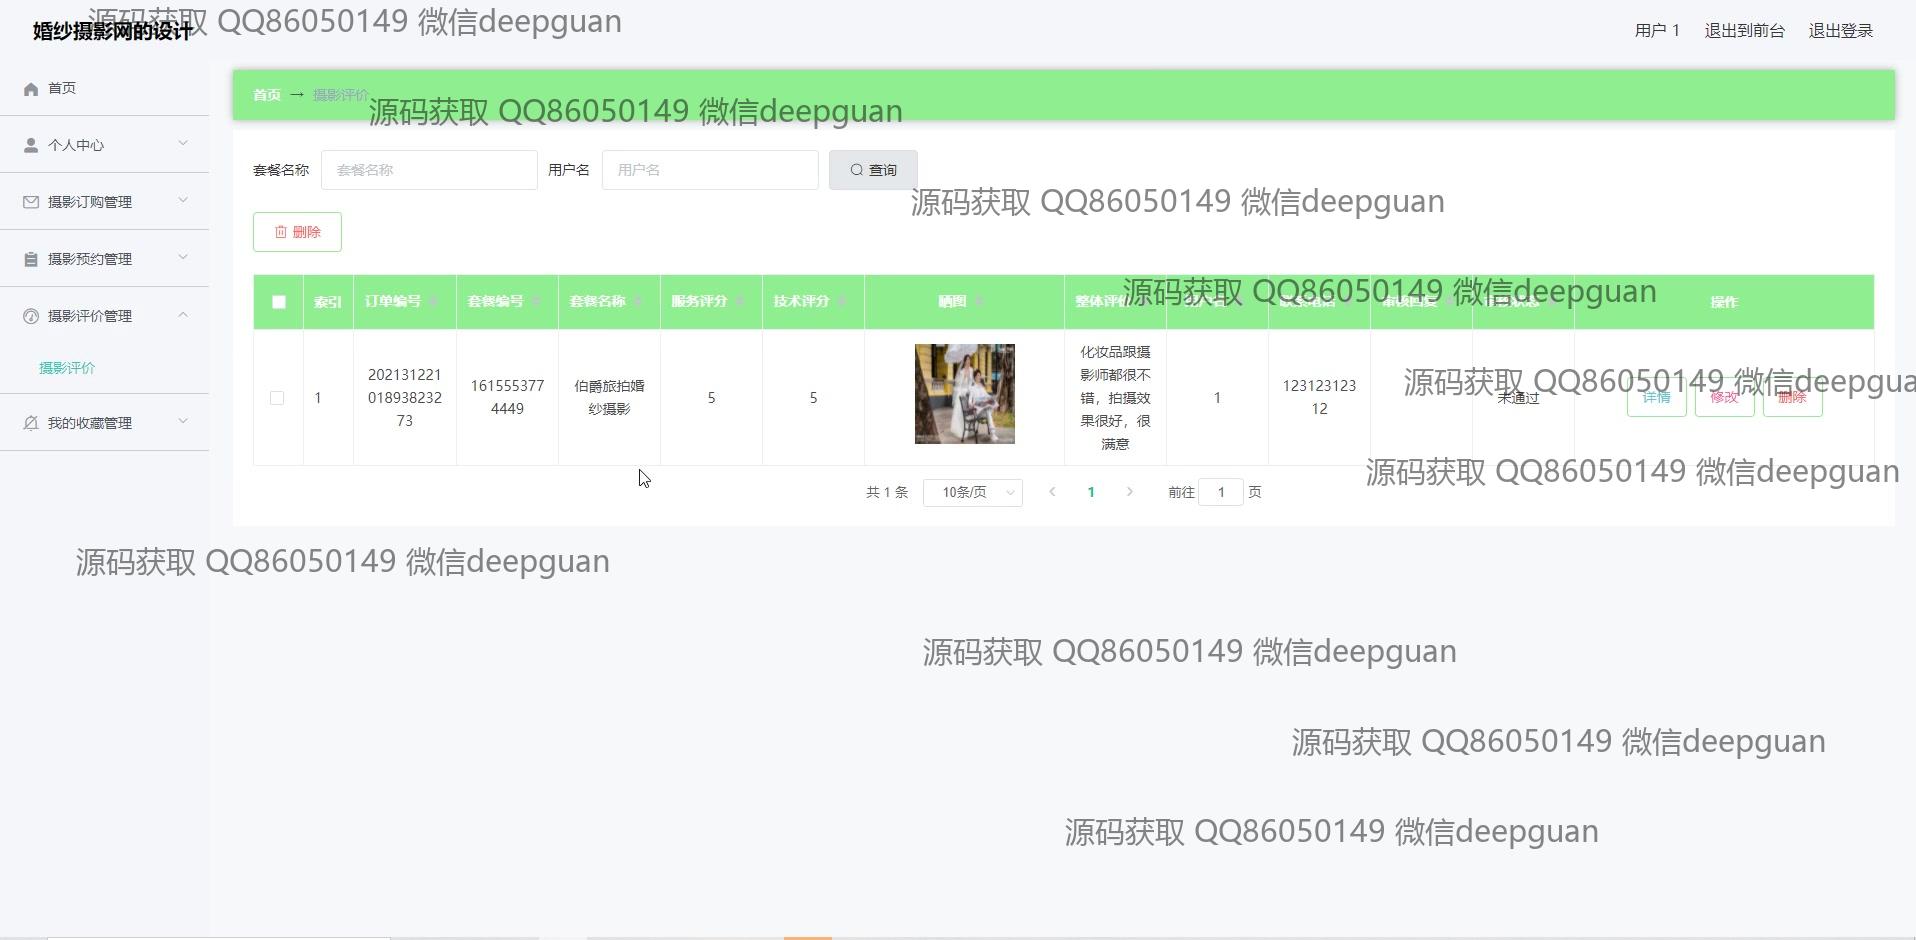 婚纱摄影网的设计
源码获取 QQ86050149 微信deepguan
用户 1
退出到前台
退出登录
首页
个人中心
摄影订购管理
摄影预约管理
摄影评价管理
摄影评价
我的收藏管理
首页 → 摄影评价
源码获取 QQ86050149 微信deepguan
套餐名称
套餐名称
用户名
用户名
查询
源码获取 QQ86050149 微信deepguan
删除
源码获取 QQ86050149 微信deepguan
索引
订单编号
套餐编号
套餐名称
服务评分
技术评分
晒图
整体评价
操作
1
202131221
018938232
73
161555377
4449
伯爵旅拍婚
纱摄影
5
5
化妆品跟摄
影师都很不
错，拍摄效
果很好，很
满意
1
123123123
12
未通过
详情
修改
删除
源码获取 QQ86050149 微信deepgua
源码获取 QQ86050149 微信deepguan
共 1 条
10条/页
1
前往 1 页
源码获取 QQ86050149 微信deepguan
源码获取 QQ86050149 微信deepguan
源码获取 QQ86050149 微信deepguan
源码获取 QQ86050149 微信deepguan